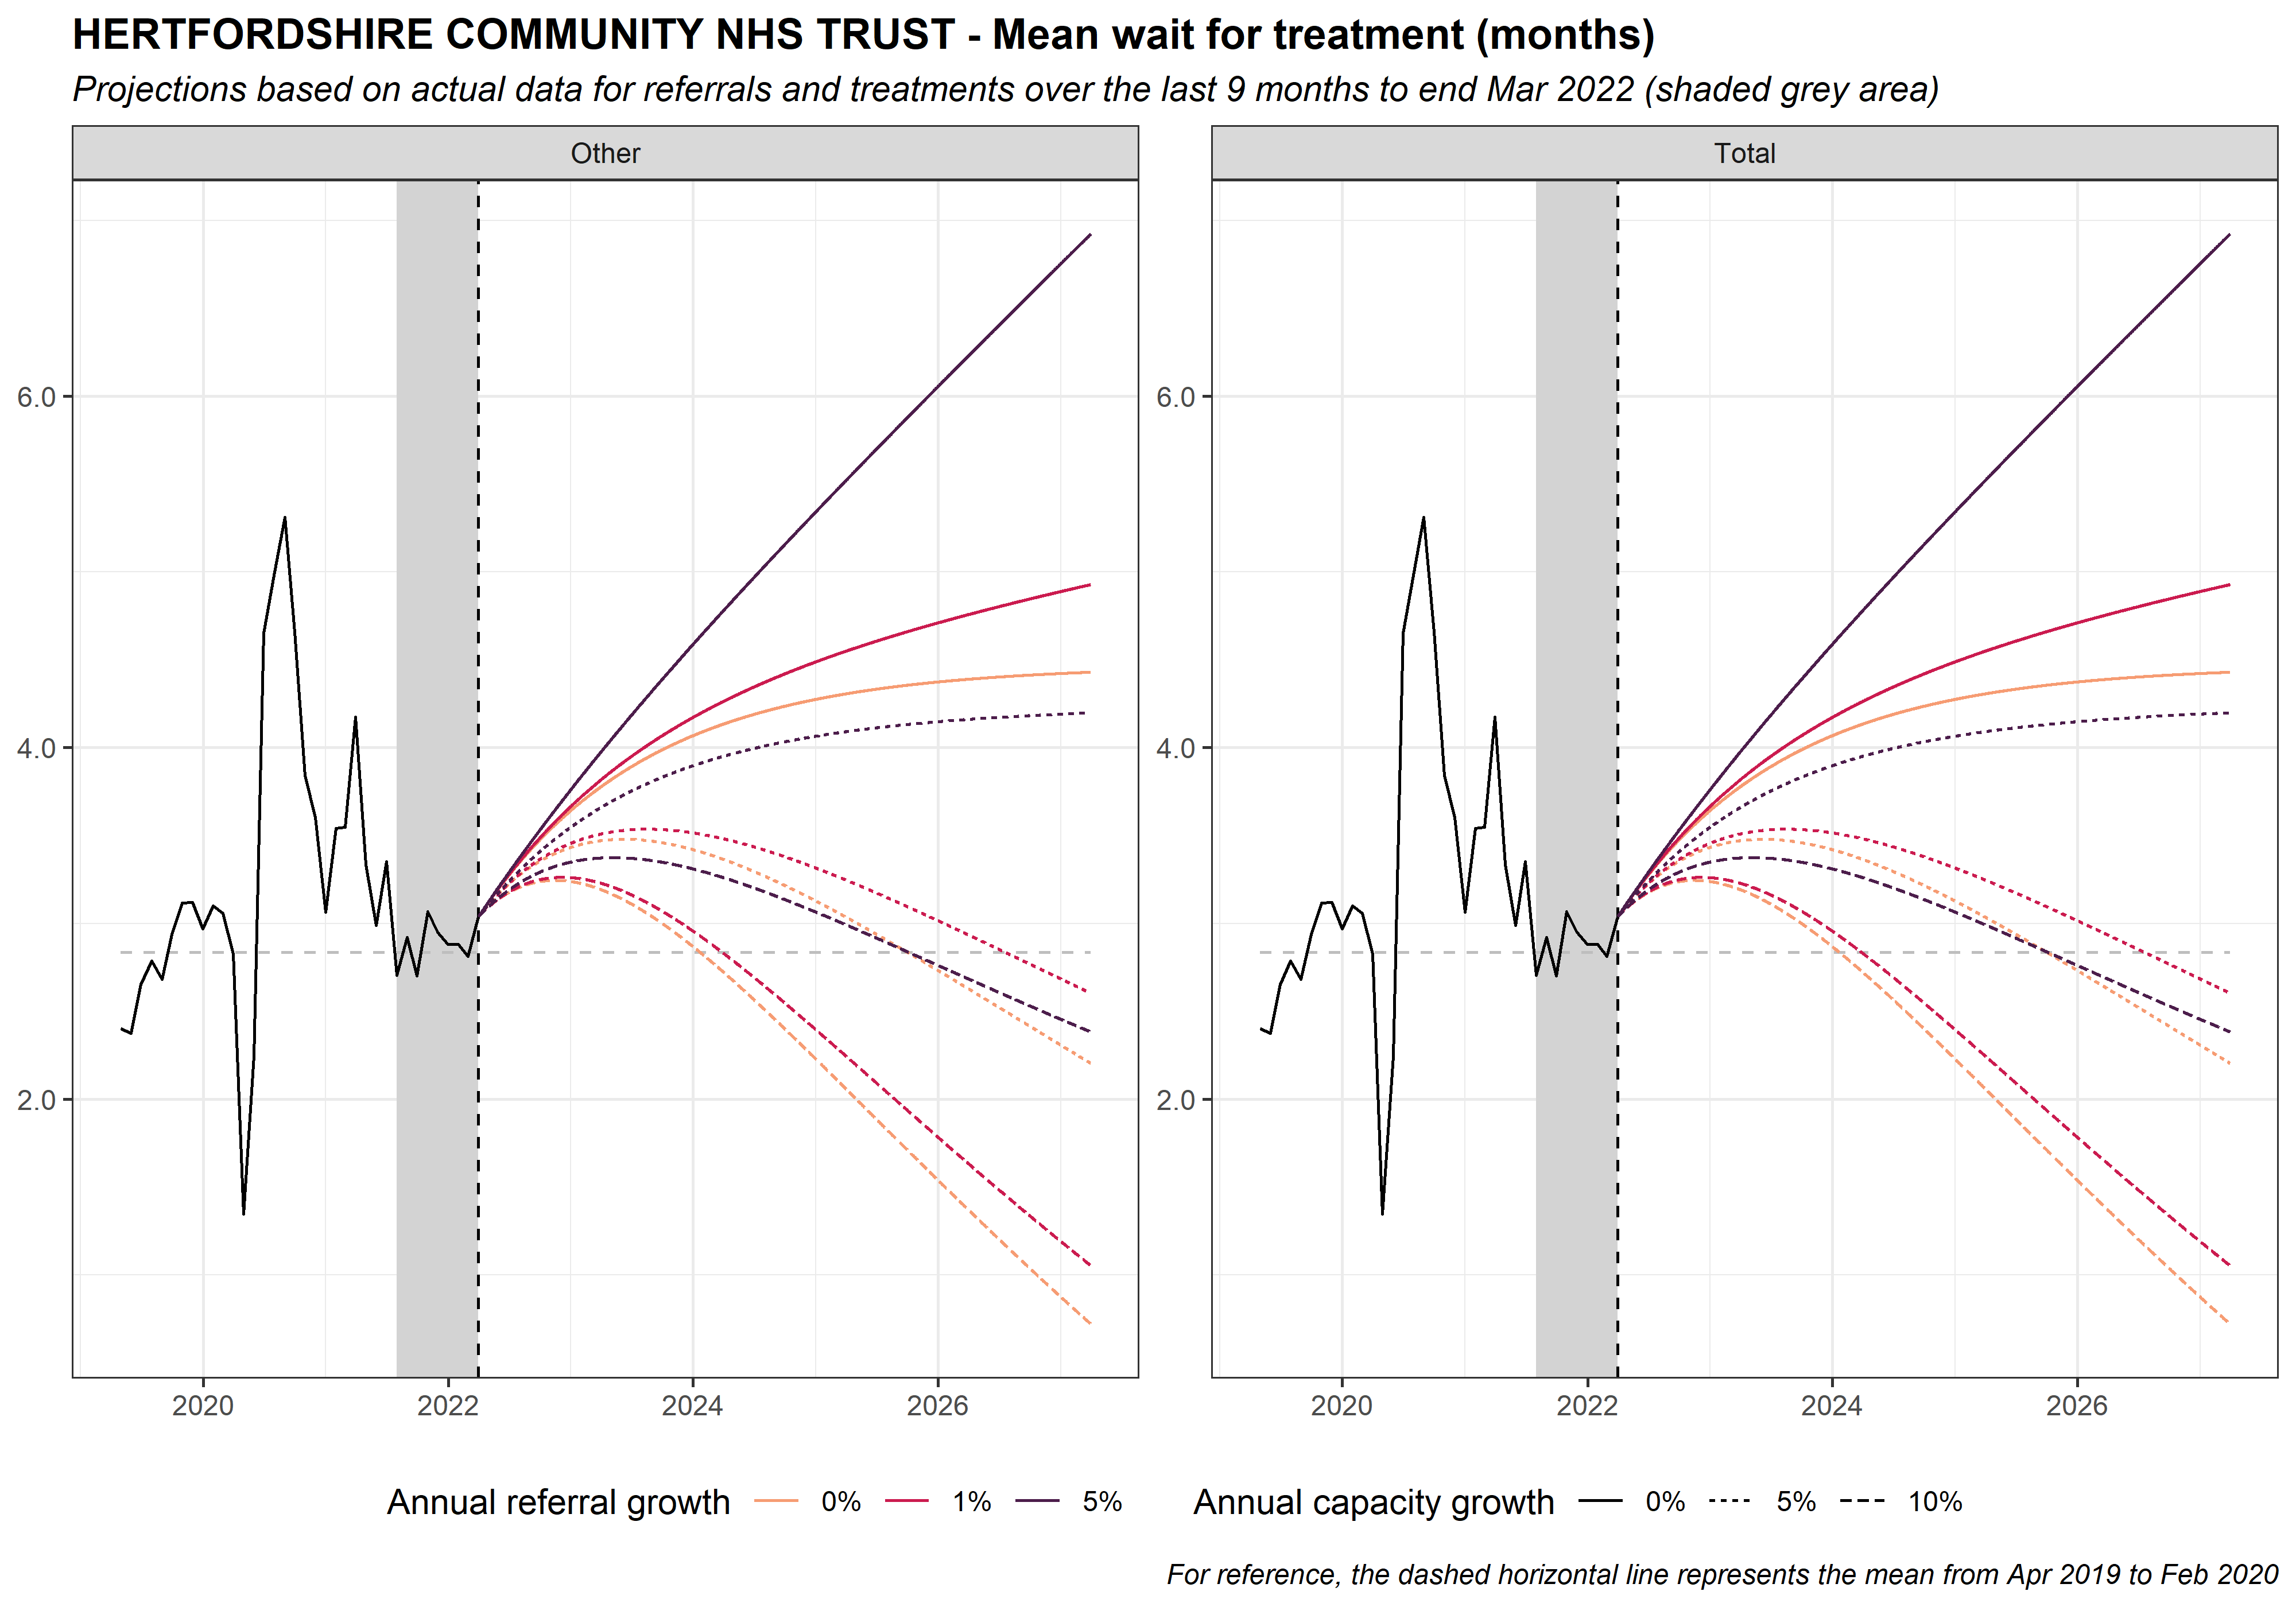 HERTFORDSHIRE COMMUNITY NHS TRUST - Mean wait for treatment (months)
Projections based on actual data for referrals and treatments over the last 9 months to end Mar 2022 (shaded grey area)
Other
Total
6.0
4.0
2.0
6.0
4.0
2.0
2020 2022 2024 2026
2020 2022 2024 2026
Annual referral growth 0% 1% 5%
Annual capacity growth 0% 5% 10%
For reference, the dashed horizontal line represents the mean from Apr 2019 to Feb 2020